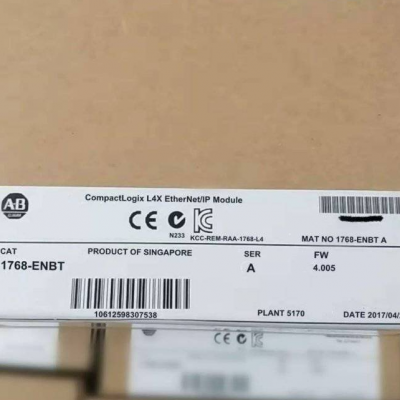 CompactLogix L4X EtherNet/IP Module
A-B
CE
N233
KCC-REM-RAA-1768-L4
MAT NO 1768-ENBT A
CAT
PRODUCT OF SINGAPORE
SER
FW
1768-ENBT
A
4.005
10612598307538
PLANT 5170
DATE 2017/04/